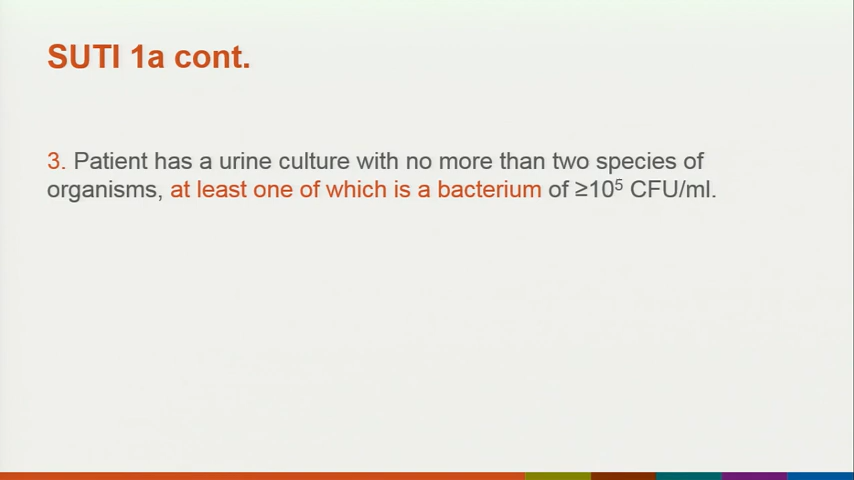 SUTI 1a cont.
3. Patient has a urine culture with no more than two species of
organisms, at least one of which is a bacterium of ≥10⁵ CFU/ml.